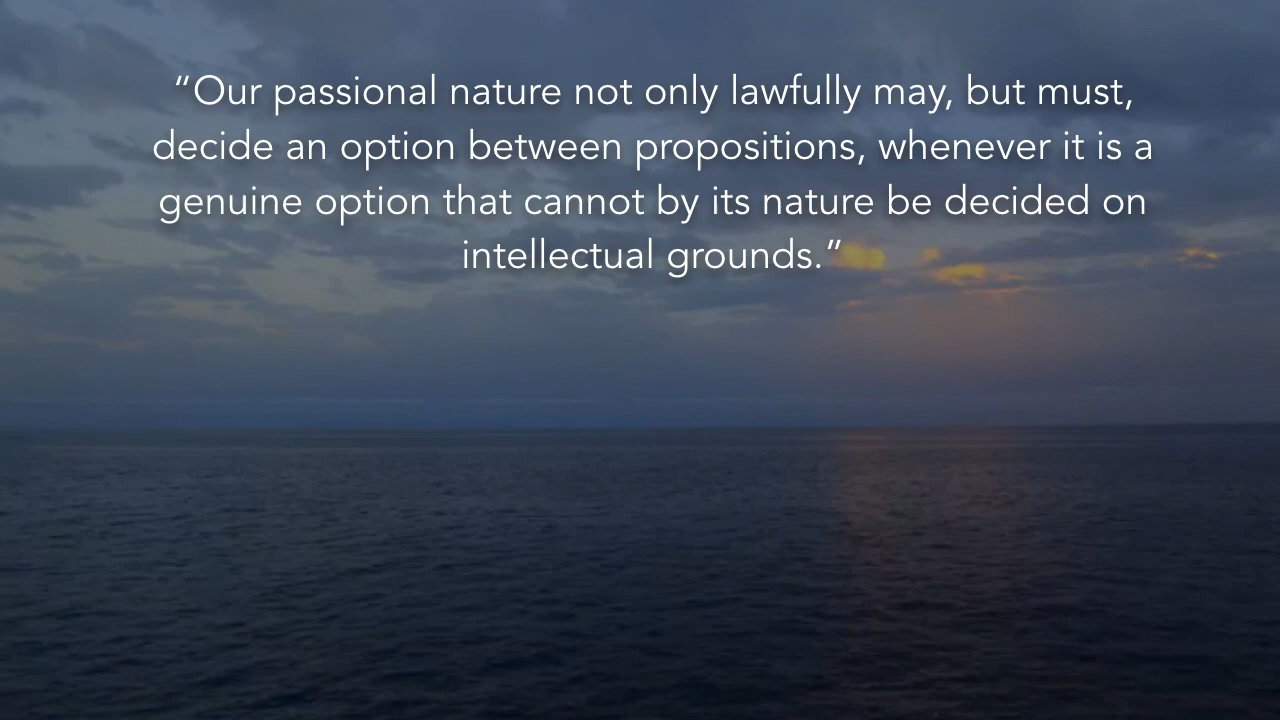 “Our passional nature not only lawfully may, but must,
decide an option between propositions, whenever it is a
genuine option that cannot by its nature be decided on
intellectual grounds.”